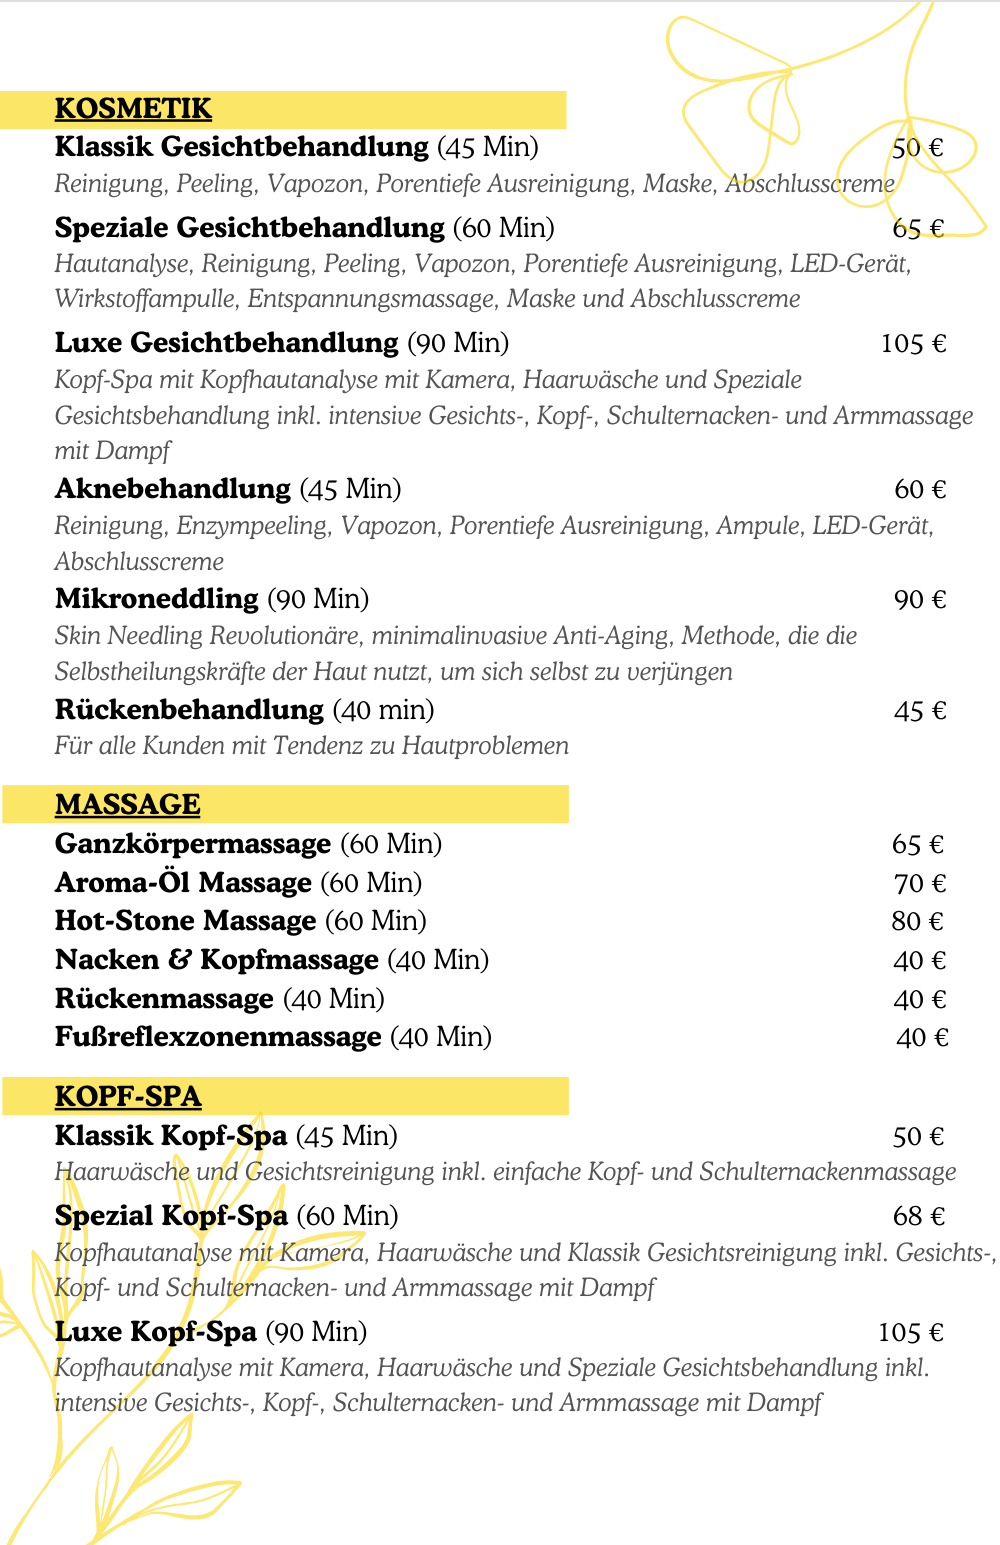 KOSMETIK
Klassik Gesichtbehandlung (45 Min) 50 €
Reinigung, Peeling, Vapozon, Porentiefe Ausreinigung, Maske, Abschlusscreme
Speziale Gesichtbehandlung (60 Min) 65 €
Hautanalyse, Reinigung, Peeling, Vapozon, Porentiefe Ausreinigung, LED-Gerät,
Wirkstoffampulle, Entspannungsmassage, Maske und Abschlusscreme
Luxe Gesichtbehandlung (90 Min) 105 €
Kopf-Spa mit Kopfhautanalyse mit Kamera, Haarwäsche und Speziale
Gesichtsbehandlung inkl. intensive Gesichts-, Kopf-, Schulternacken- und Armmassage
mit Dampf
Aknebehandlung (45 Min) 60 €
Reinigung, Enzympeeling, Vapozon, Porentiefe Ausreinigung, Ampule, LED-Gerät,
Abschlusscreme
Mikroneddling (90 Min) 90 €
Skin Needling Revolutionäre, minimalinvasive Anti-Aging, Methode, die die
Selbstheilungskräfte der Haut nutzt, um sich selbst zu verjüngen
Rückenbehandlung (40 min) 45 €
Für alle Kunden mit Tendenz zu Hautproblemen
MASSAGE
Ganzkörpermassage (60 Min) 65 €
Aroma-Öl Massage (60 Min) 70 €
Hot-Stone Massage (60 Min) 80 €
Nacken & Kopfmassage (40 Min) 40 €
Rückenmassage (40 Min) 40 €
Fußreflexzonenmassage (40 Min) 40 €
KOPF-SPA
Klassik Kopf-Spa (45 Min) 50 €
Haarwäsche und Gesichtsreinigung inkl. einfache Kopf- und Schulternackenmassage
Spezial Kopf-Spa (60 Min) 68 €
Kopfhautanalyse mit Kamera, Haarwäsche und Klassik Gesichtsreinigung inkl. Gesichts-,
Kopf- und Schulternacken- und Armmassage mit Dampf
Luxe Kopf-Spa (90 Min) 105 €
Kopfhautanalyse mit Kamera, Haarwäsche und Speziale Gesichtsbehandlung inkl.
intensive Gesichts-, Kopf-, Schulternacken- und Armmassage mit Dampf